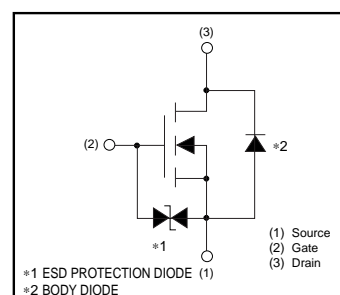 (3)
(2)
∗2
∗1
(1)
(1) Source
(2) Gate
(3) Drain
∗1 ESD PROTECTION DIODE
∗2 BODY DIODE